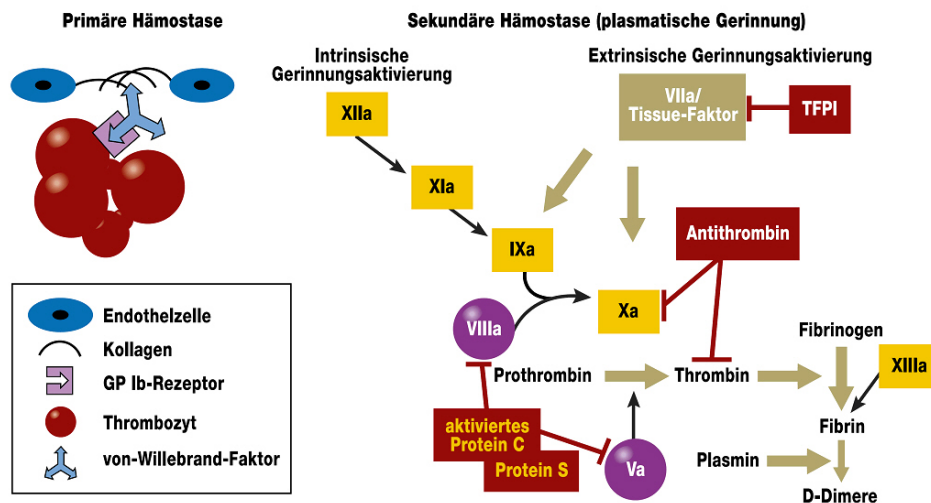 Primäre Hämostase
Sekundäre Hämostase (plasmatische Gerinnung)
Intrinsische
Gerinnungsaktivierung
Extrinsische Gerinnungsaktivierung
XIIa
VIIa/
Tissue-Faktor
TFPI
XIa
IXa
Antithrombin
Xa
VIIIa
Fibrinogen
XIIIa
Prothrombin
Thrombin
aktiviertes
Protein C
Protein S
Va
Fibrin
Plasmin
D-Dimere
Endothelzelle
Kollagen
GP Ib-Rezeptor
Thrombozyt
von-Willebrand-Faktor